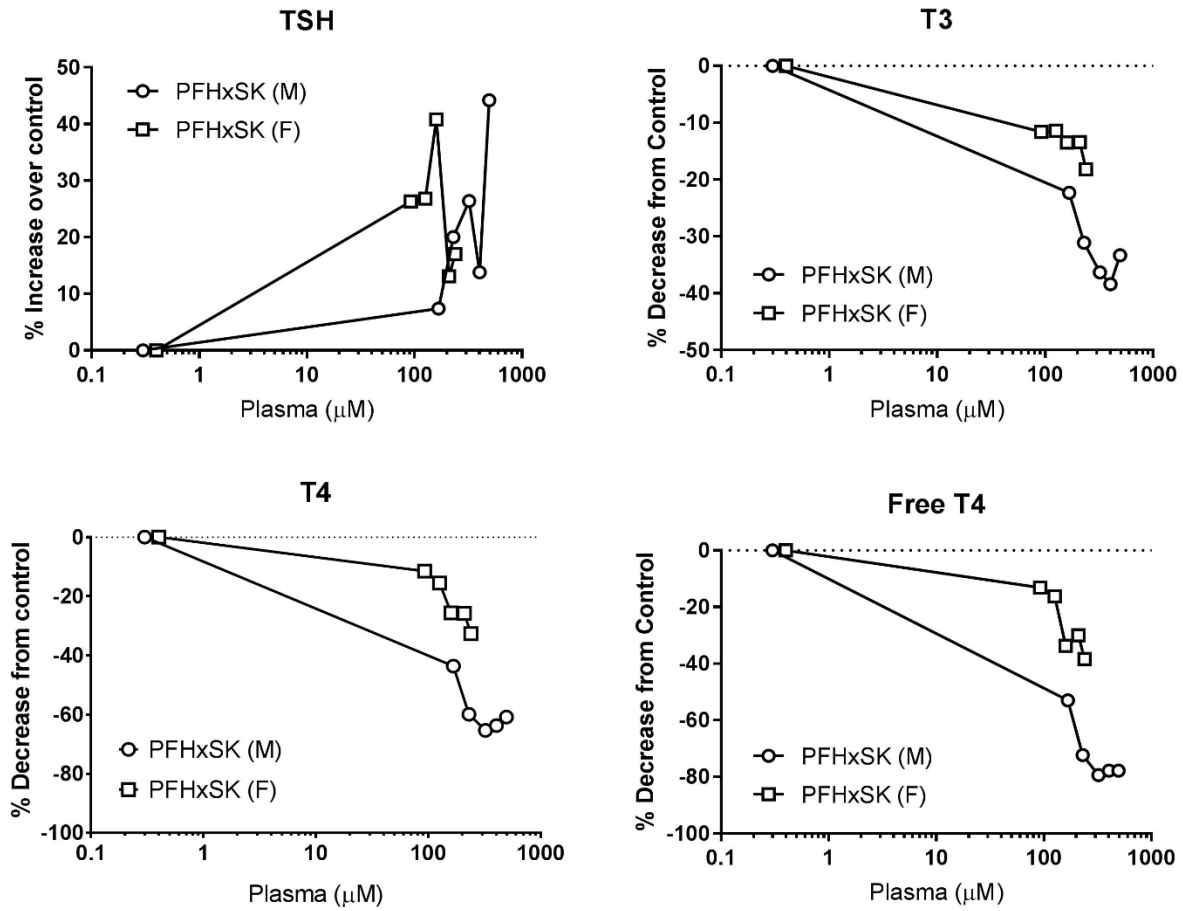 TSH
% Increase over control
50
40
30
20
10
0
PFHxSK (M)
PFHxSK (F)
0.1
1
10
100
1000
Plasma (μM)
T3
% Decrease from Control
0
-10
-20
-30
-40
-50
PFHxSK (M)
PFHxSK (F)
0.1
1
10
100
1000
Plasma (μM)
T4
% Decrease from control
0
-20
-40
-60
-80
-100
PFHxSK (M)
PFHxSK (F)
0.1
1
10
100
1000
Plasma (μM)
Free T4
% Decrease from Control
0
-20
-40
-60
-80
-100
PFHxSK (M)
PFHxSK (F)
0.1
1
10
100
1000
Plasma (μM)